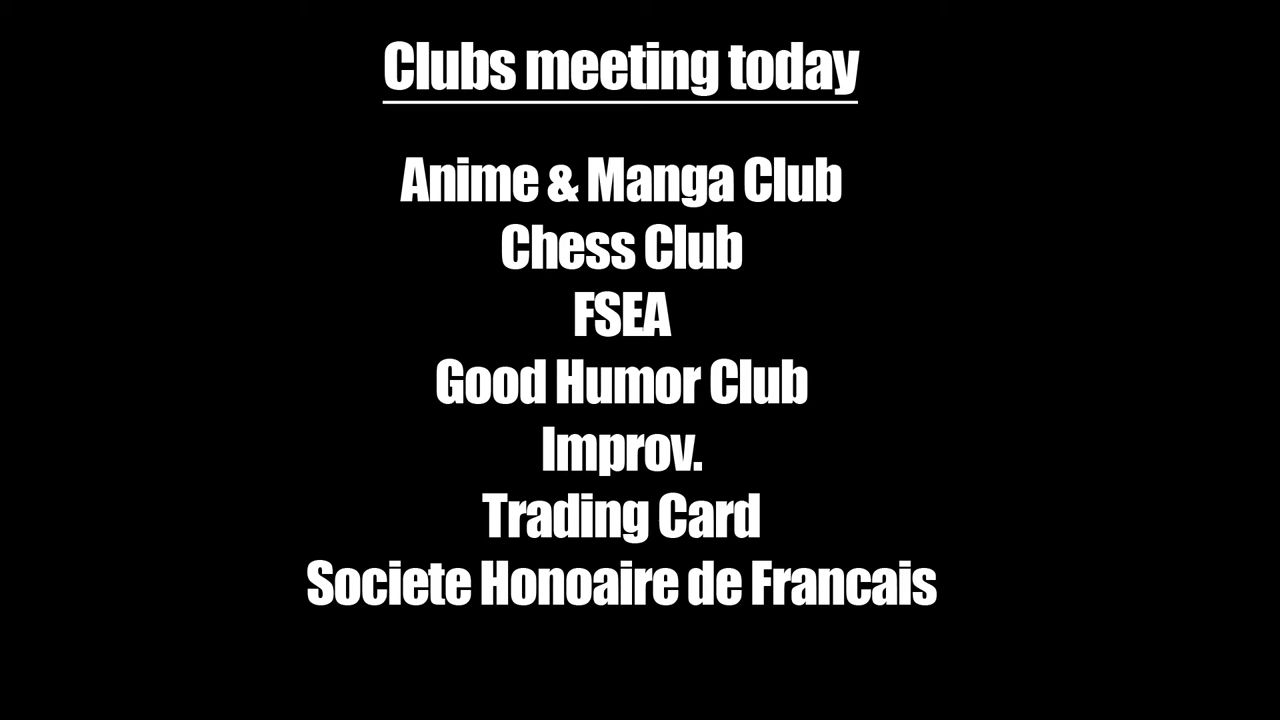 Clubs meeting today
Anime & Manga Club
Chess Club
FSEA
Good Humor Club
Improv.
Trading Card
Societe Honoaire de Francais